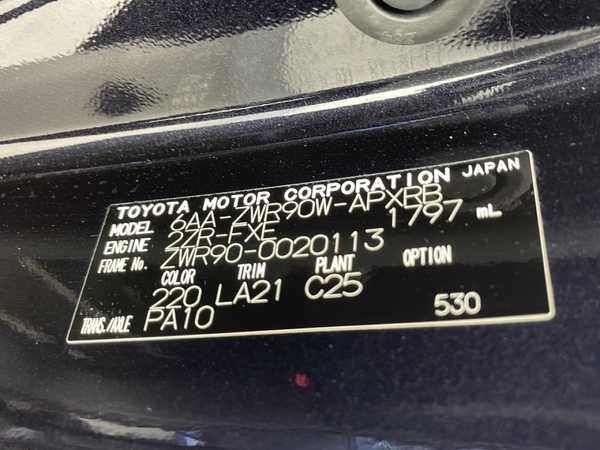 TOYOTA MOTOR CORPORATION JAPAN
MODEL 6AA-ZWR90W-APXRB
ENGINE 2ZR-FXE 1797 mL
FRAME No. ZWR90-0020113
COLOR TRIM PLANT OPTION
220 LA21 C25
TRANS./AXLE PA10 530